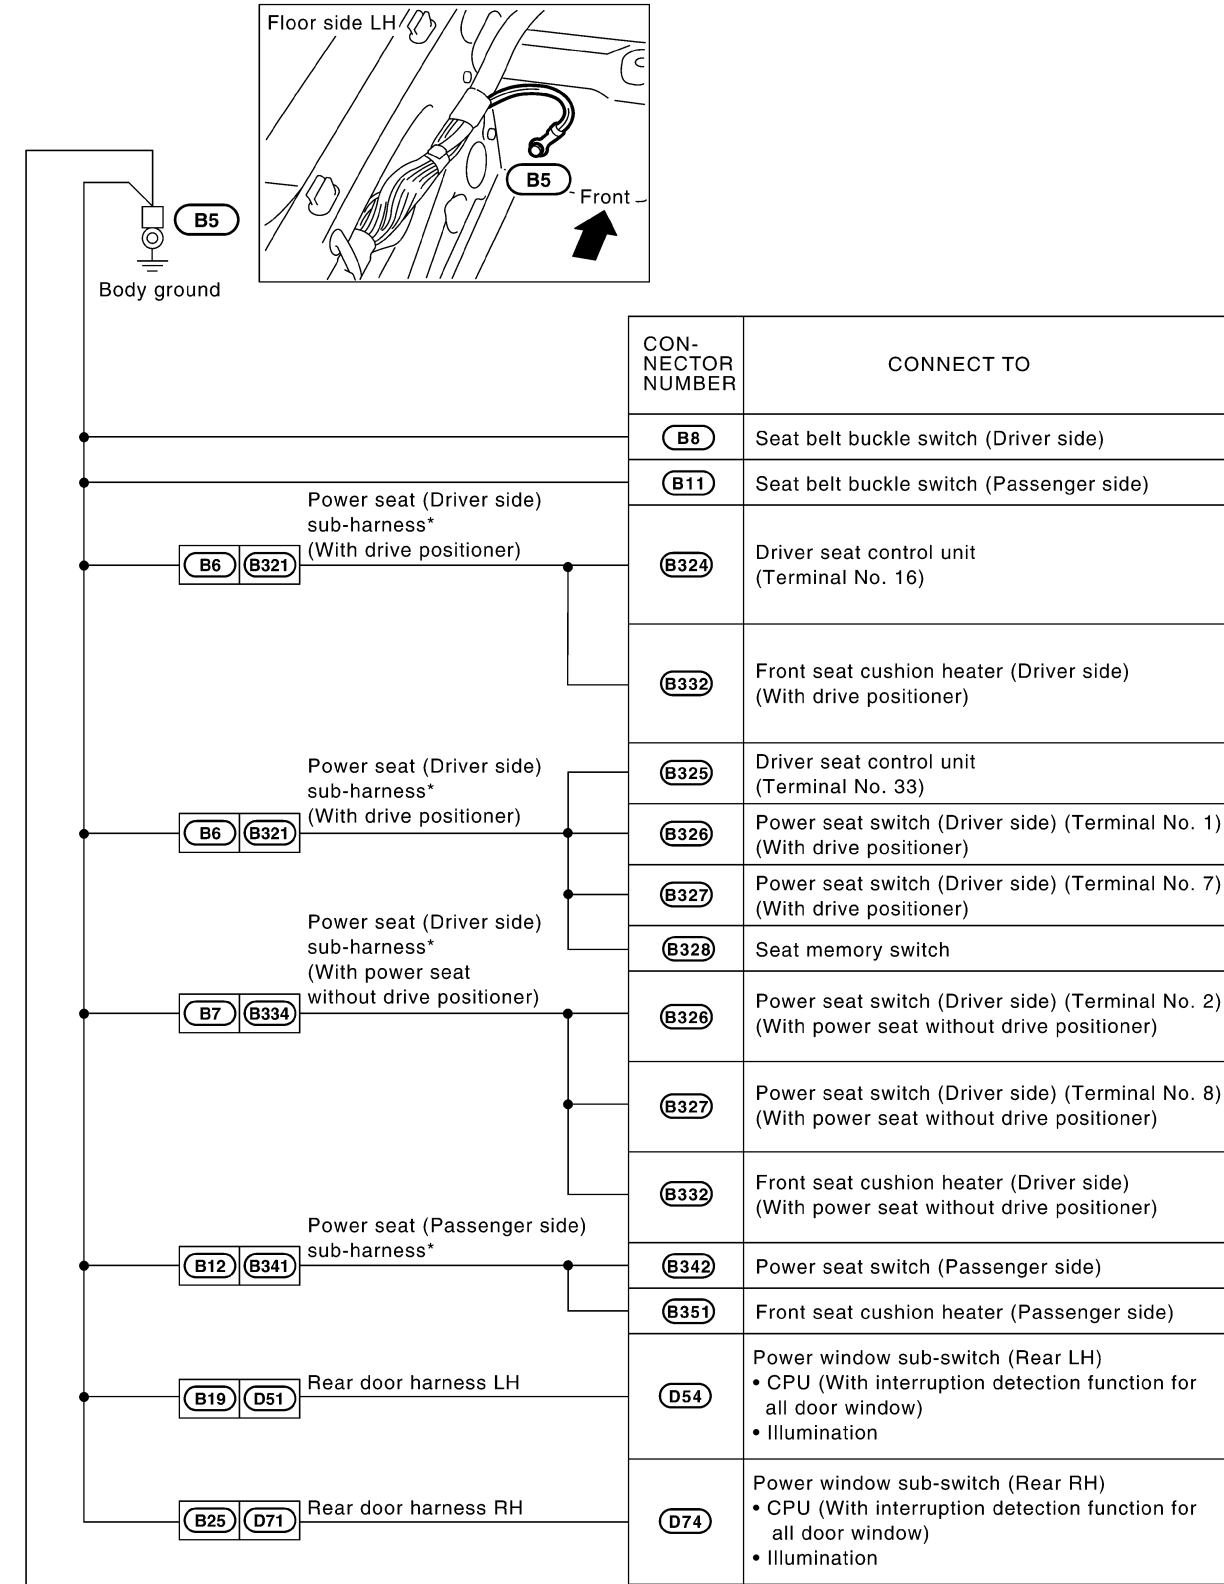 Floor side LH
B5
Front
B5
Body ground
CON-
NECTOR
NUMBER
CONNECT TO
B8
Seat belt buckle switch (Driver side)
B11
Seat belt buckle switch (Passenger side)
Power seat (Driver side)
sub-harness*
(With drive positioner)
B6 B321
B324
Driver seat control unit
(Terminal No. 16)
B332
Front seat cushion heater (Driver side)
(With drive positioner)
Power seat (Driver side)
sub-harness*
(With drive positioner)
B6 B321
B325
Driver seat control unit
(Terminal No. 33)
B326
Power seat switch (Driver side) (Terminal No. 1)
(With drive positioner)
B327
Power seat switch (Driver side) (Terminal No. 7)
(With drive positioner)
B328
Seat memory switch
Power seat (Driver side)
sub-harness*
(With power seat
without drive positioner)
B7 B334
B326
Power seat switch (Driver side) (Terminal No. 2)
(With power seat without drive positioner)
B327
Power seat switch (Driver side) (Terminal No. 8)
(With power seat without drive positioner)
B332
Front seat cushion heater (Driver side)
(With power seat without drive positioner)
Power seat (Passenger side)
sub-harness*
B12 B341
B342
Power seat switch (Passenger side)
B351
Front seat cushion heater (Passenger side)
Rear door harness LH
B19 D51
D54
Power window sub-switch (Rear LH)
• CPU (With interruption detection function for
all door window)
• Illumination
Rear door harness RH
B25 D71
D74
Power window sub-switch (Rear RH)
• CPU (With interruption detection function for
all door window)
• Illumination